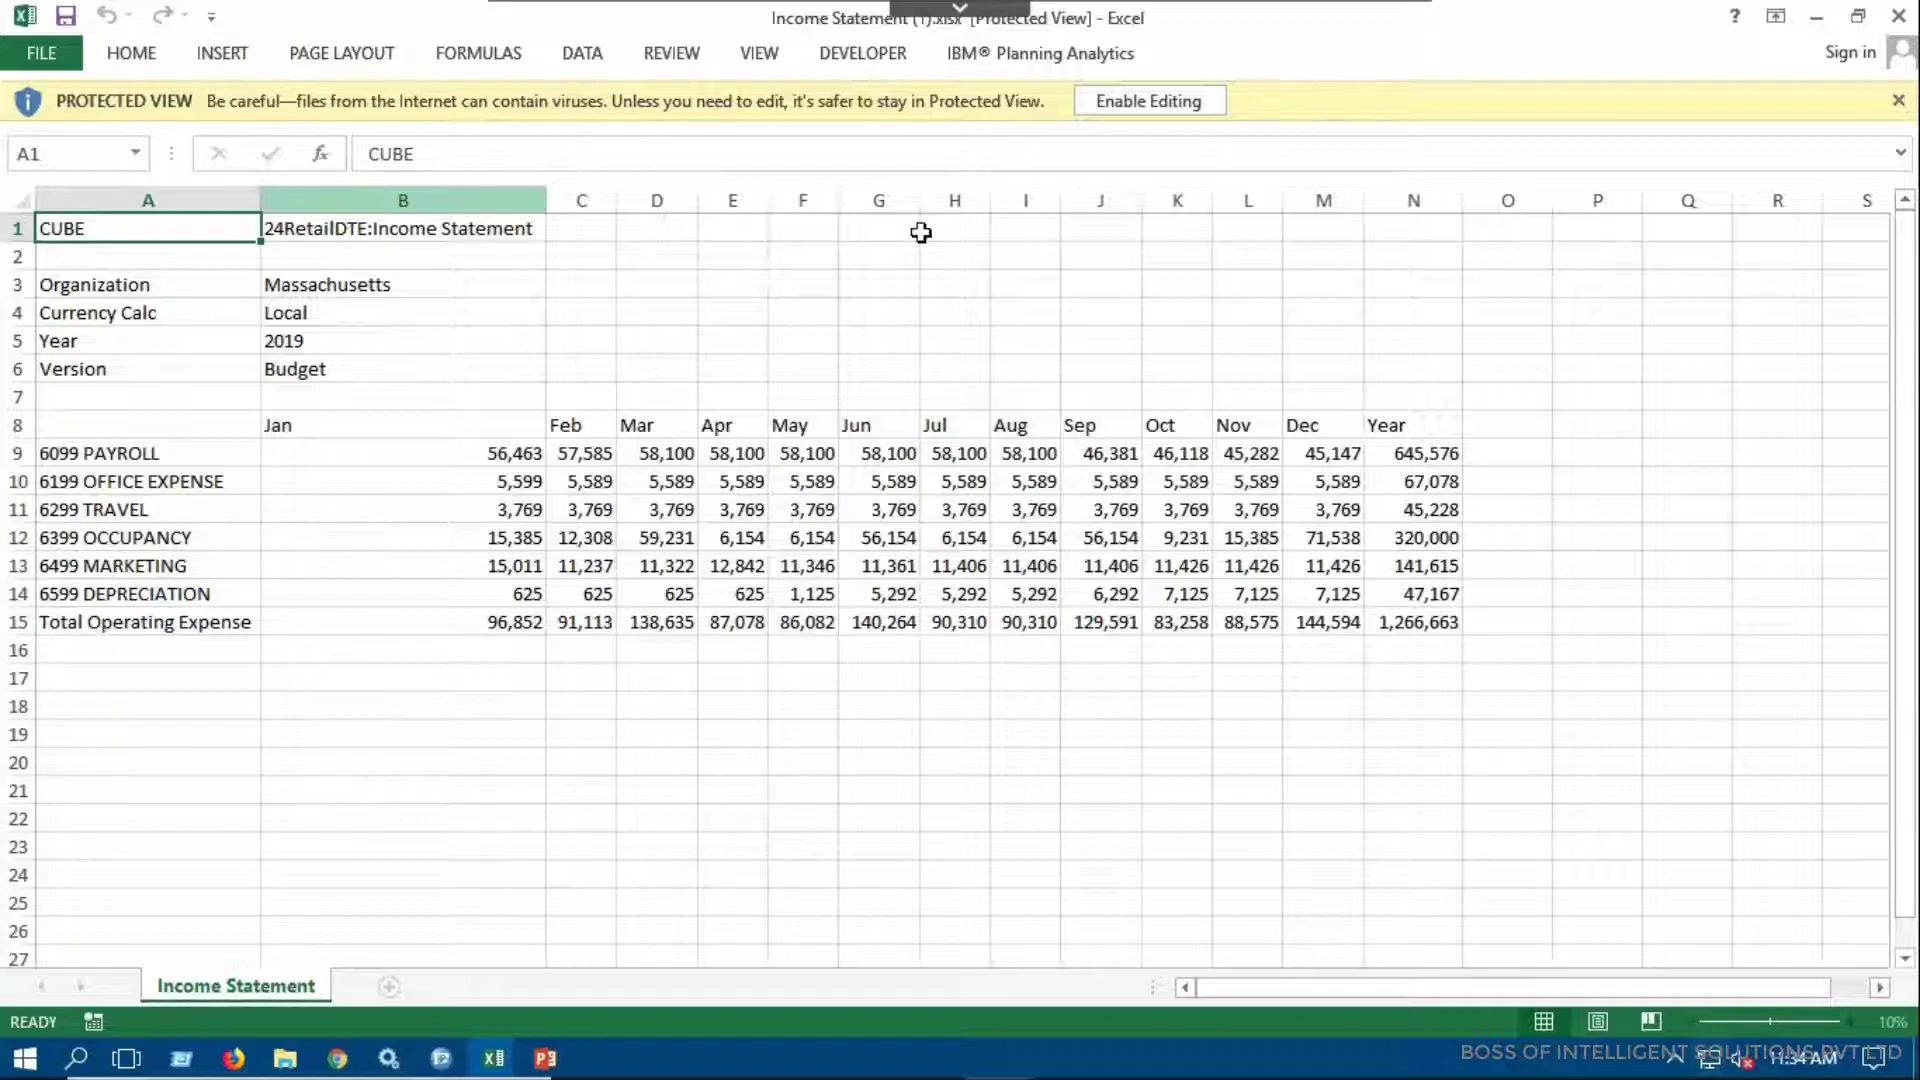 Income Statement (1).xlsx [Protected View] - Excel
?
FILE HOME INSERT PAGE LAYOUT FORMULAS DATA REVIEW VIEW DEVELOPER IBM® Planning Analytics Sign in
PROTECTED VIEW Be careful—files from the Internet can contain viruses. Unless you need to edit, it's safer to stay in Protected View. Enable Editing
A1 fx CUBE
A B C D E F G H I J K L M N O P Q R S
1 CUBE 24RetailDTE:Income Statement
2
3 Organization Massachusetts
4 Currency Calc Local
5 Year 2019
6 Version Budget
7
8 Jan Feb Mar Apr May Jun Jul Aug Sep Oct Nov Dec Year
9 6099 PAYROLL 56,463 57,585 58,100 58,100 58,100 58,100 58,100 58,100 46,381 46,118 45,282 45,147 645,576
10 6199 OFFICE EXPENSE 5,599 5,589 5,589 5,589 5,589 5,589 5,589 5,589 5,589 5,589 5,589 5,589 67,078
11 6299 TRAVEL 3,769 3,769 3,769 3,769 3,769 3,769 3,769 3,769 3,769 3,769 3,769 3,769 45,228
12 6399 OCCUPANCY 15,385 12,308 59,231 6,154 6,154 56,154 6,154 6,154 56,154 9,231 15,385 71,538 320,000
13 6499 MARKETING 15,011 11,237 11,322 12,842 11,346 11,361 11,406 11,406 11,406 11,426 11,426 11,426 141,615
14 6599 DEPRECIATION 625 625 625 625 1,125 5,292 5,292 5,292 6,292 7,125 7,125 7,125 47,167
15 Total Operating Expense 96,852 91,113 138,635 87,078 86,082 140,264 90,310 90,310 129,591 83,258 88,575 144,594 1,266,663
16
17
18
19
20
21
22
23
24
25
26
27
Income Statement
READY 10%
BOSS OF INTELLIGENT SOLUTIONS PVT LTD
11:34 AM